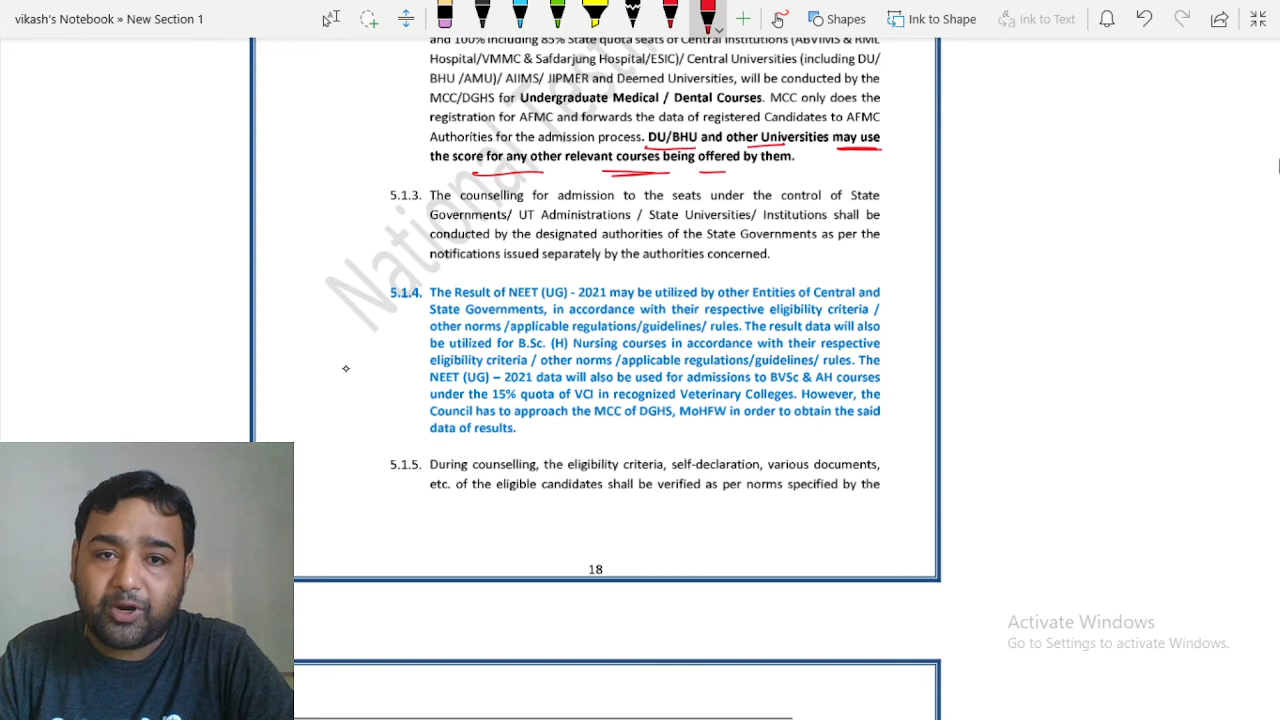 vikash's Notebook » New Section 1
Shapes
Ink to Shape
Ink to Text
and 100% including 85% State quota seats of Central Institutions (ABVIMS & RML
Hospital/VMMC & Safdarjung Hospital/ESIC)/ Central Universities (including DU/
BHU /AMU)/ AIIMS/ JIPMER and Deemed Universities, will be conducted by the
MCC/DGHS for Undergraduate Medical / Dental Courses. MCC only does the
registration for AFMC and forwards the data of registered Candidates to AFMC
Authorities for the admission process. DU/BHU and other Universities may use
the score for any other relevant courses being offered by them.
5.1.3. The counselling for admission to the seats under the control of State
Governments/ UT Administrations / State Universities/ Institutions shall be
conducted by the designated authorities of the State Governments as per the
notifications issued separately by the authorities concerned.
5.1.4. The Result of NEET (UG) - 2021 may be utilized by other Entities of Central and
State Governments, in accordance with their respective eligibility criteria /
other norms /applicable regulations/guidelines/ rules. The result data will also
be utilized for B.Sc. (H) Nursing courses in accordance with their respective
eligibility criteria / other norms /applicable regulations/guidelines/ rules. The
NEET (UG) – 2021 data will also be used for admissions to BVSc & AH courses
under the 15% quota of VCI in recognized Veterinary Colleges. However, the
Council has to approach the MCC of DGHS, MoHFW in order to obtain the said
data of results.
5.1.5. During counselling, the eligibility criteria, self-declaration, various documents,
etc. of the eligible candidates shall be verified as per norms specified by the
18
National
Activate Windows
Go to Settings to activate Windows.